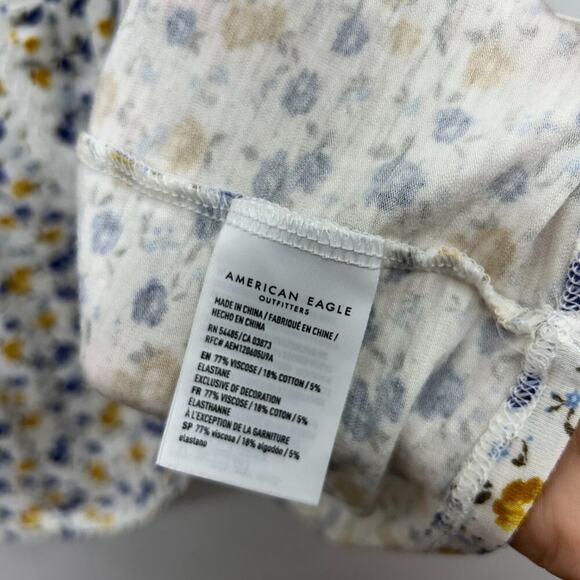 AMERICAN EAGLE
OUTFITTERS
MADE IN CHINA / FABRIQUÉ EN CHINE /
HECHO EN CHINA
RN 54485/CA 03873
RFC# AEM120605U9A
EN 77% VISCOSE / 18% COTTON / 5%
ELASTANE
EXCLUSIVE OF DECORATION
FR 77% VISCOSE / 18% COTON / 5%
ÉLASTHANNE
À L'EXCEPTION DE LA GARNITURE
SP 77% viscosa / 18% algodón / 5%
elastano